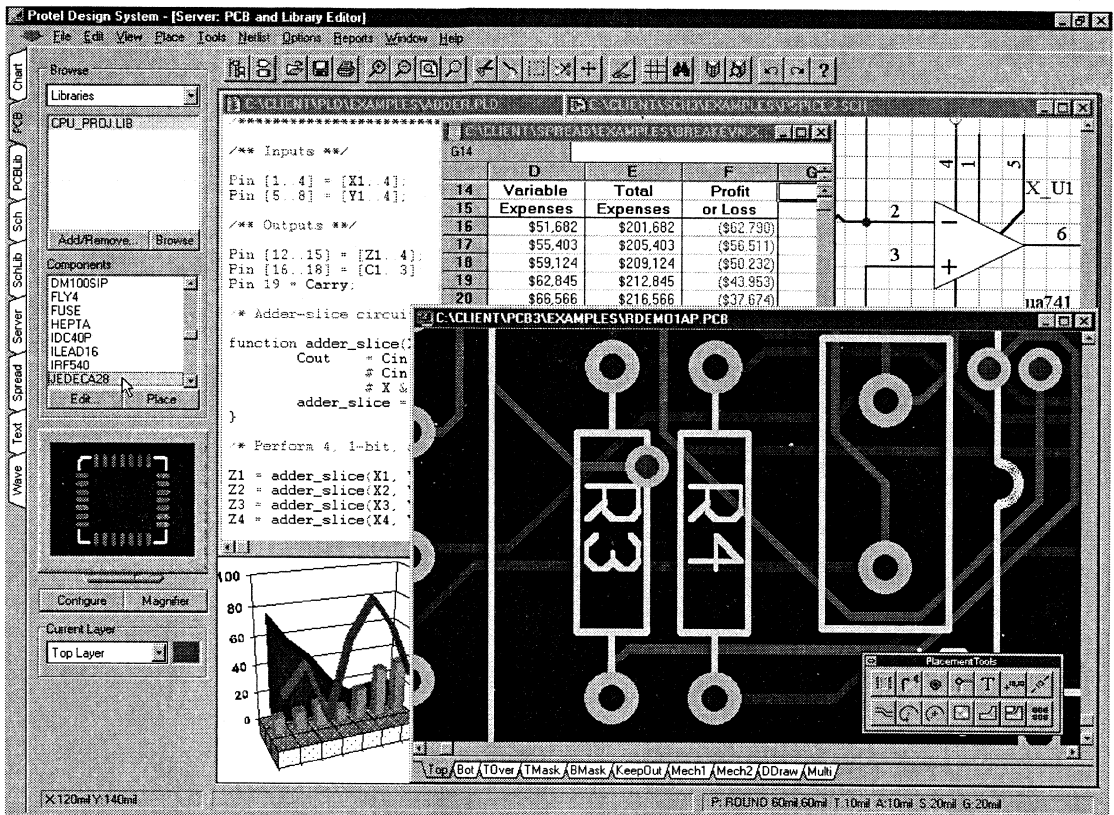 Protel Design System - [Server: PCB and Library Editor]
File Edit View Place Tools Netlist Options Reports Window Help
Chart
PCB
PCBLib
Sch
SchLib
Server
Spread
Text
Wave
Browse
Libraries
CPU_PROJ.LIB
Add/Remove... Browse
Components
DM100SIP
FLY4
FUSE
HEPTA
IDC40P
ILEAD16
IRF540
JEDECA28
Edit... Place
Configure Magnifier
Current Layer
Top Layer
C:\CLIENT\PLD\EXAMPLES\ADDER.PLD
/** Inputs **/
Pin [1..4] = [X1..4];
Pin [5..8] = [Y1..4];
/** Outputs **/
Pin [12..15] = [Z1..4];
Pin [16..18] = [C1..3]
Pin 19 = Carry;
* Adder-slice circui
function adder_slice(
Cout = Cin
# Cin
# X &
adder_slice =
}
* Perform 4, 1-bit,
Z1 = adder_slice(X1,
Z2 = adder_slice(X2,
Z3 = adder_slice(X3,
Z4 = adder_slice(X4,
C:\CLIENT\SCH3\EXAMPLES\PSPICE2.SCH
4 1 5
X_U1
2
3
6
ua741
C:\CLIENT\SPREAD\EXAMPLES\BREAKEVN.X
G14
D E F G
14 Variable Total Profit
15 Expenses Expenses or Loss
16 $51,682 $201,682 ($62,790)
17 $55,403 $205,403 ($56,511)
18 $59,124 $209,124 ($50,232)
19 $62,845 $212,845 ($43,953)
20 $66,566 $216,566 ($37,674)
C:\CLIENT\PCB3\EXAMPLES\RDEMO1AP.PCB
R3
R4
PlacementTools
T
100
80
60
40
20
0
Top Bot TOver TMask BMask KeepOut Mech1 Mech2 DDraw Multi
X:120mil Y:140mil
P: ROUND 60mil,60mil T:10mil A:10mil S:20mil G:20mil